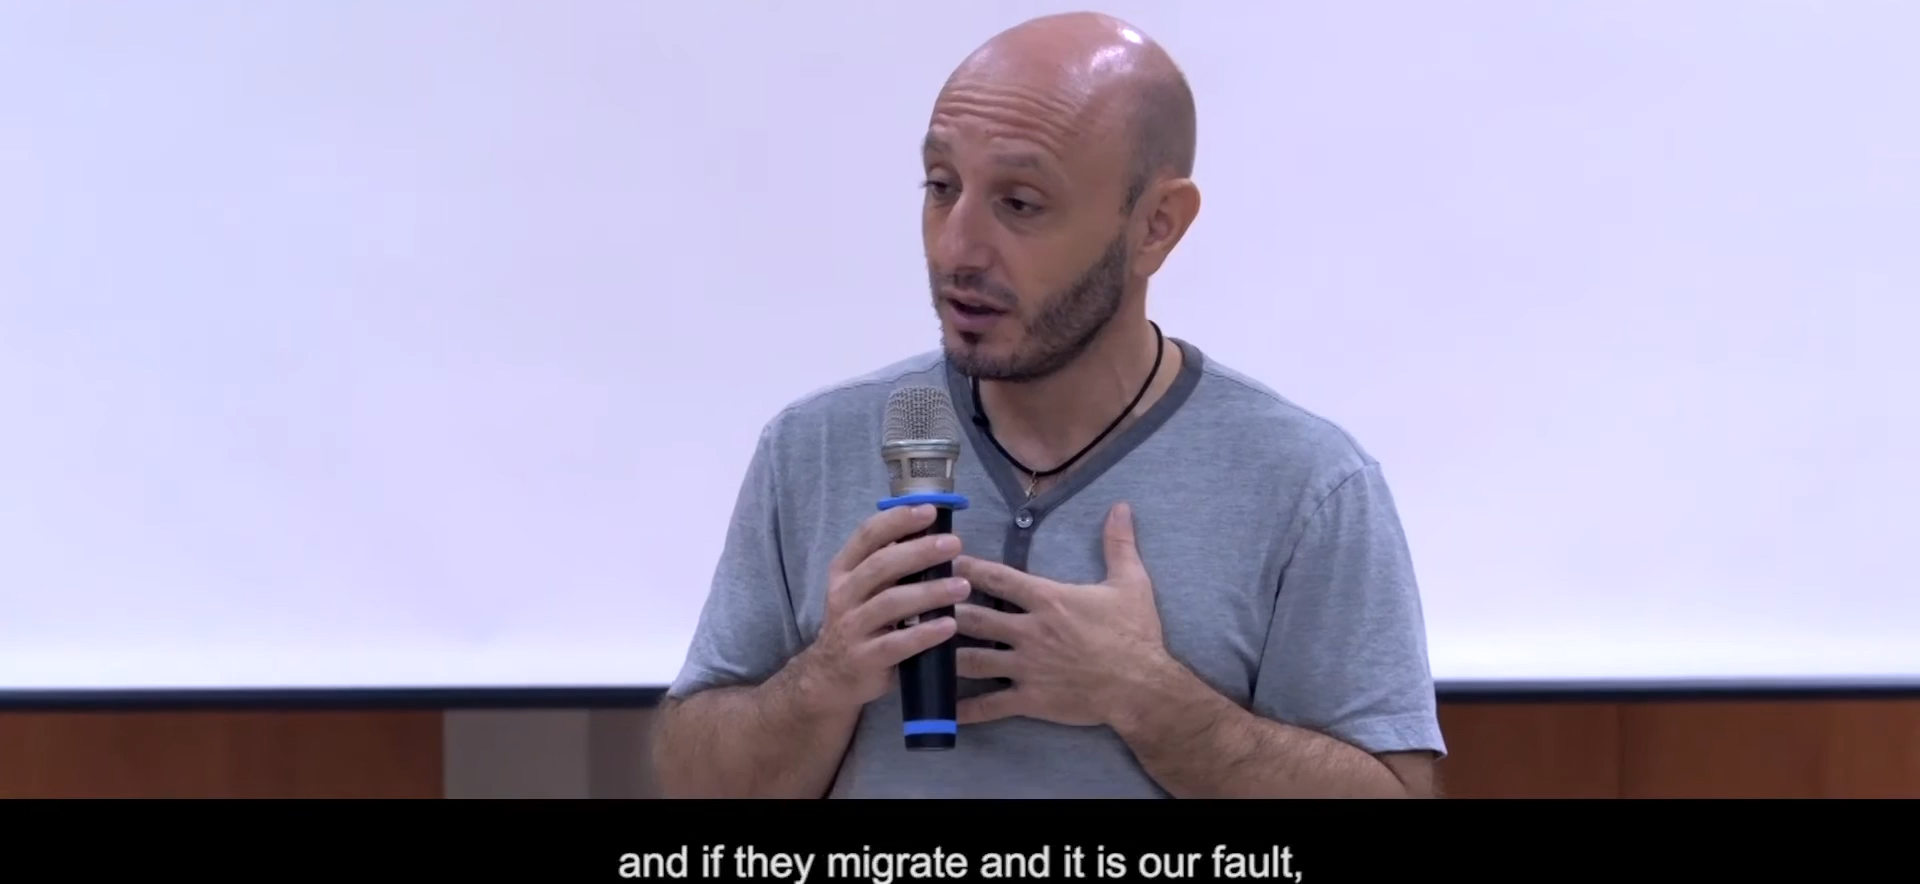 and if they migrate and it is our fault,